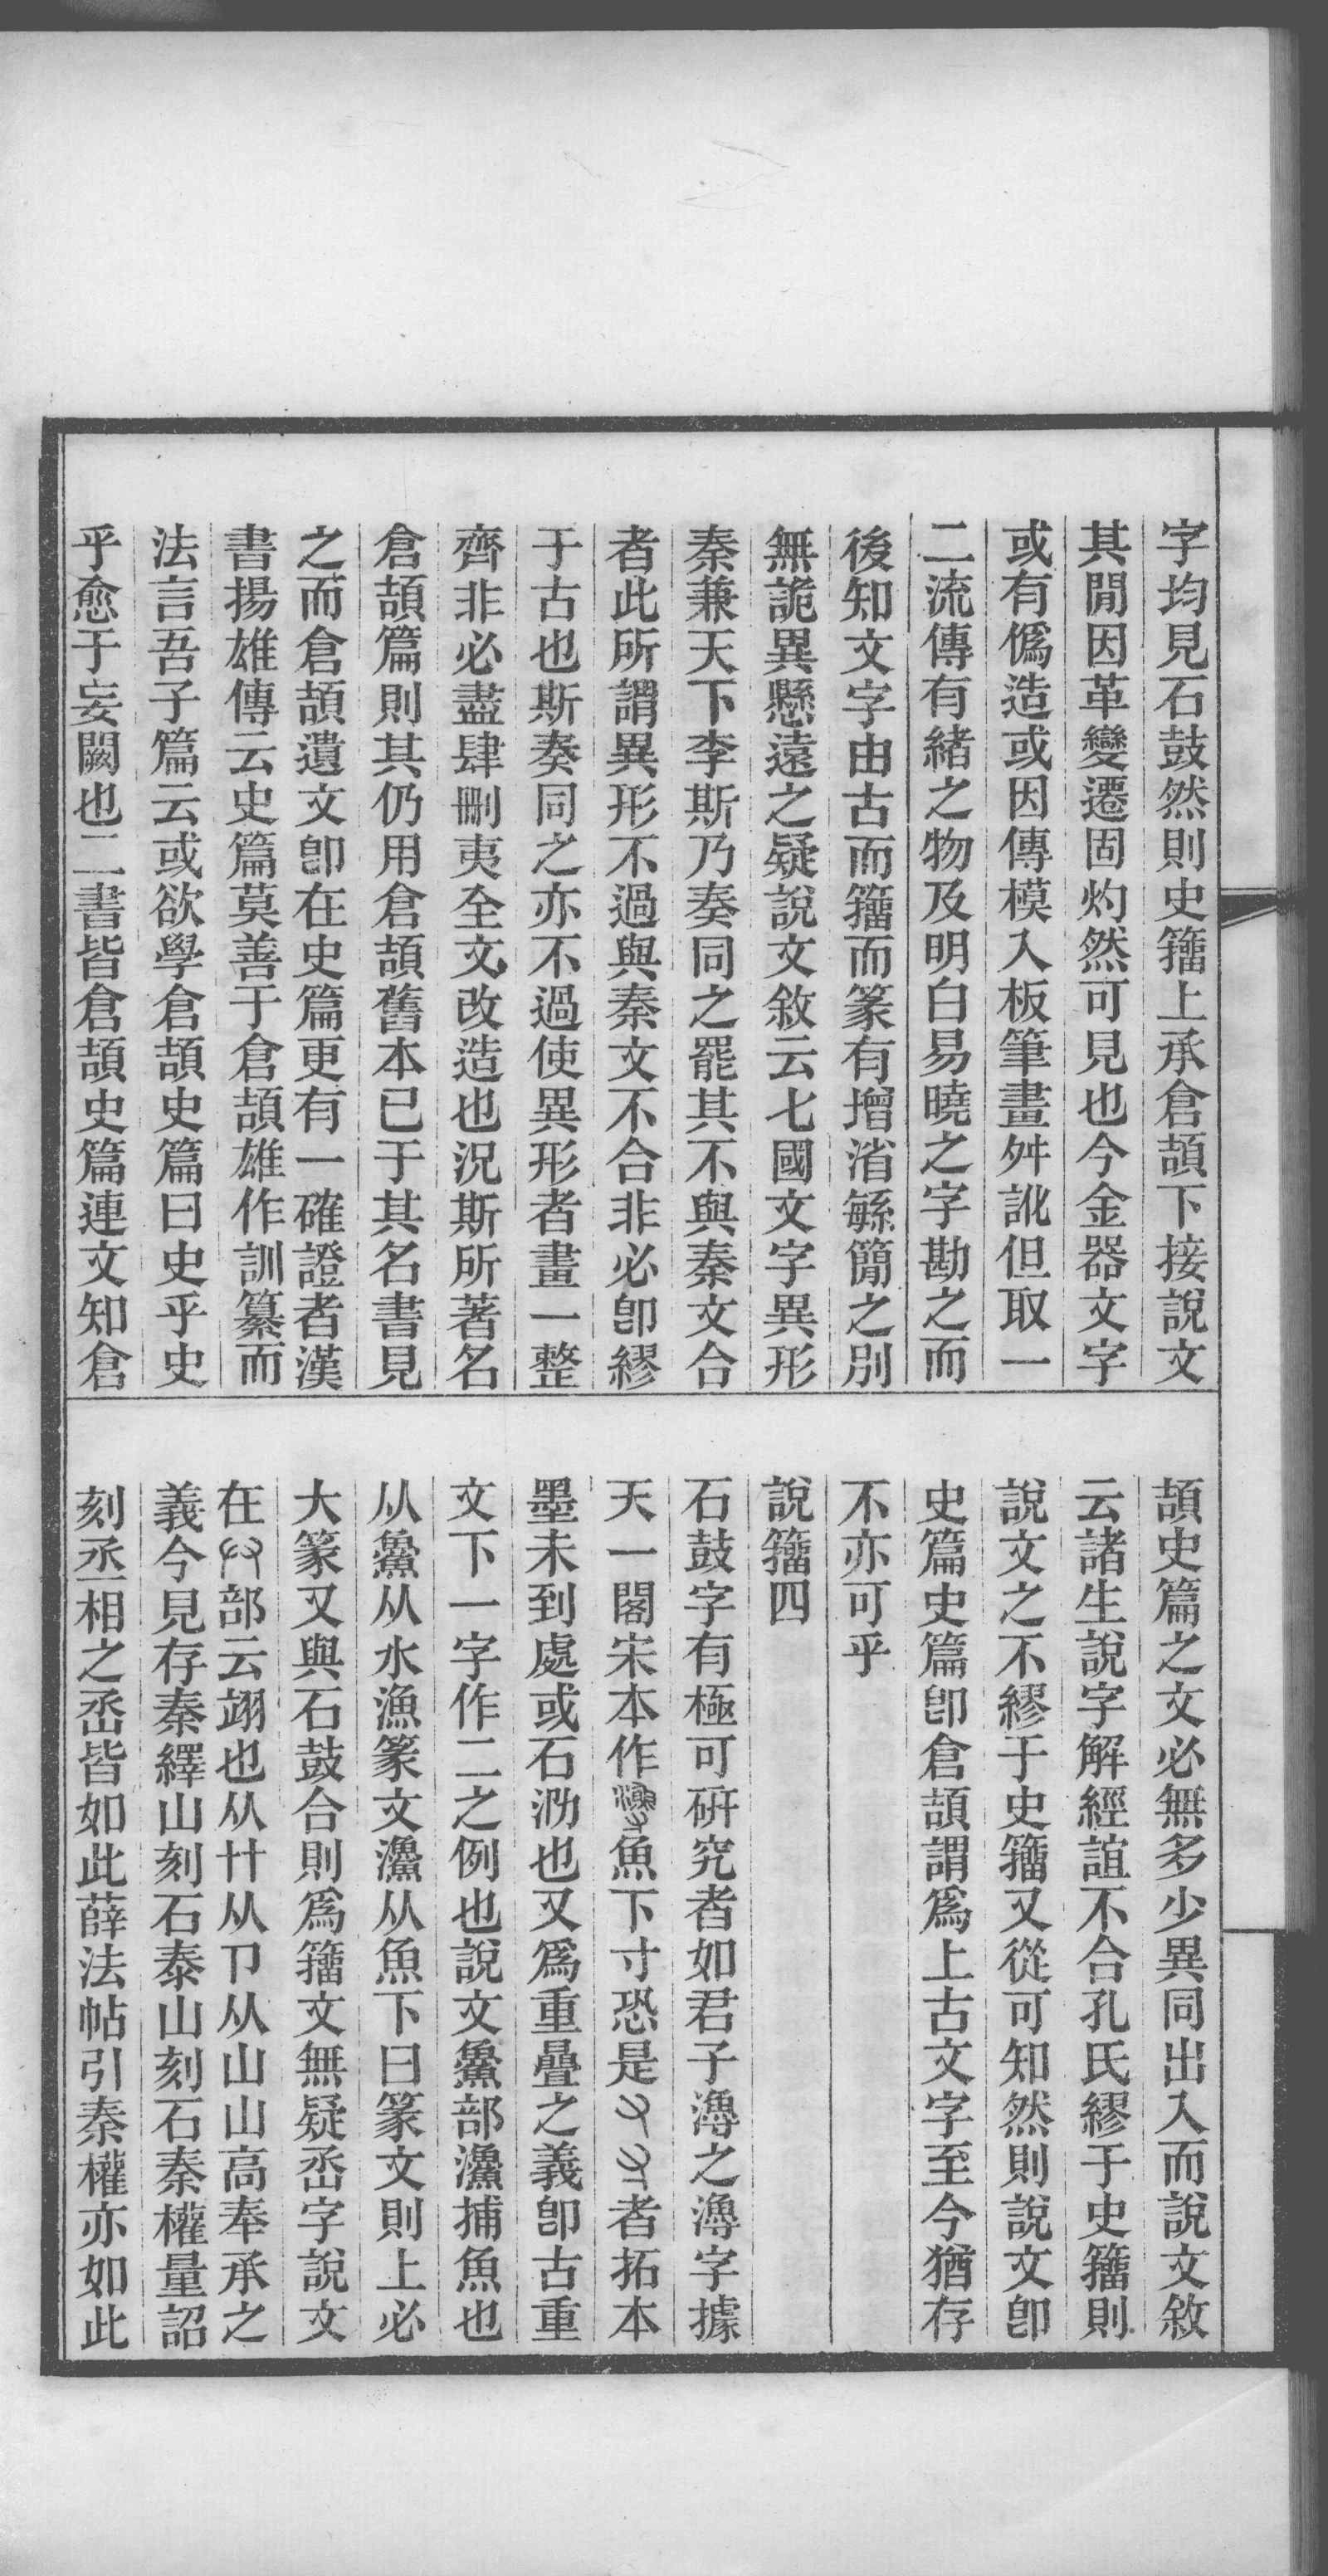 字均見石鼓然則史籒上承倉頡下接說文
其閒因革變遷固灼然可見也今金器文字
或有僞造或因傳模入板筆畫舛訛但取一
二流傳有緒之物及明白易曉之字勘之而
後知文字由古而籒而篆有增渻緐簡之別
無詭異懸遠之疑說文敘云七國文字異形
秦兼天下李斯乃奏同之罷其不與秦文合
者此所謂異形不過與秦文不合非必卽繆
于古也斯奏同之亦不過使異形者畫一整
齊非必盡肆刪夷全文改造也況斯所著名
倉頡篇則其仍用倉頡舊本已于其名書見
之而倉頡遺文卽在史篇更有一確證者漢
書揚雄傳云史篇莫善于倉頡雄作訓纂而
法言吾子篇云或欲學倉頡史篇曰史乎史
乎愈于妄闕也二書皆倉頡史篇連文知倉
頡史篇之文必無多少異同出入而說文敘
云諸生說字解經誼不合孔氏繆于史籒則
說文之不繆于史籒又從可知然則說文卽
史篇史篇卽倉頡謂爲上古文字至今猶存
不亦可乎
說籒四
石鼓字有極可硏究者如君子漁之漁字據
天一閣宋本作魚下寸恐是者拓本
墨未到處或石泐也又爲重疊之義卽古重
文下一字作二之例也說文䲆部𤅷捕魚也
从䲆从水漁篆文𤅷从魚下曰篆文則上必
大篆又與石鼓合則爲籒文無疑丞字說文
在部云翊也从廾从卩从山山高奉承之
義今見存秦繹山刻石泰山刻石秦權量詔
刻丞相之丞皆如此薛法帖引秦權亦如此